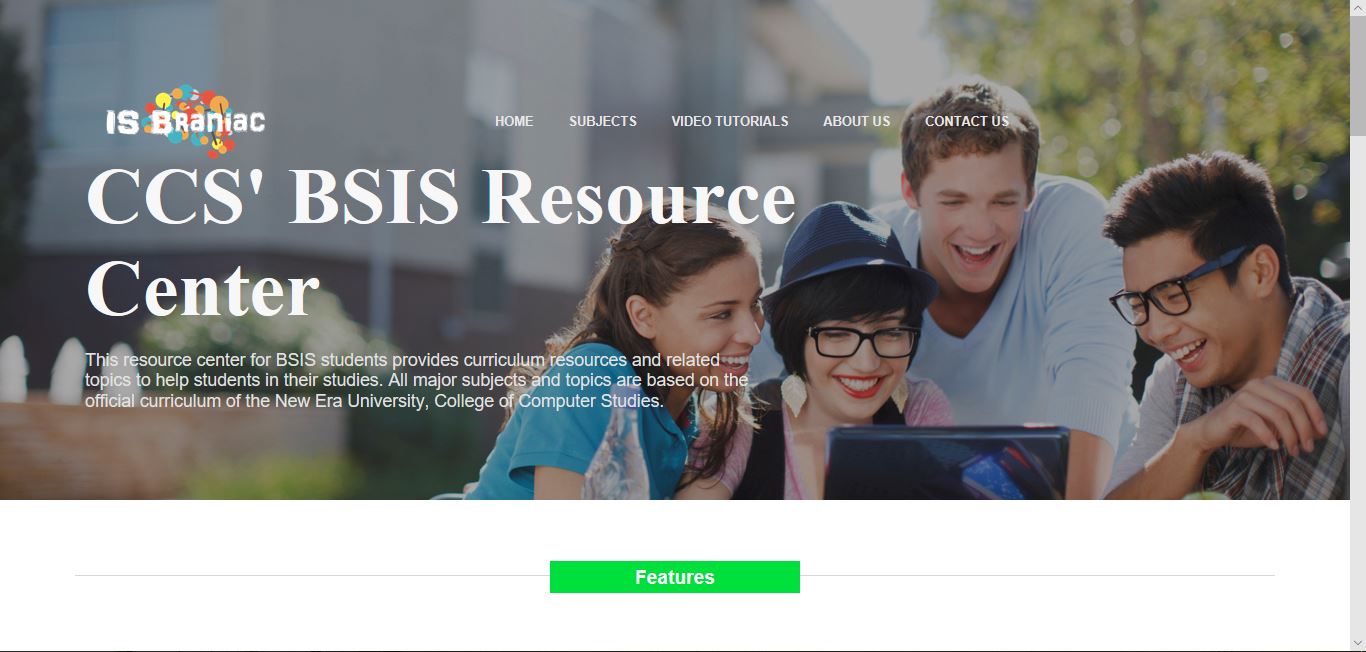 IS Braniac
HOME SUBJECTS VIDEO TUTORIALS ABOUT US CONTACT US
CCS' BSIS Resource
Center
This resource center for BSIS students provides curriculum resources and related
topics to help students in their studies. All major subjects and topics are based on the
official curriculum of the New Era University, College of Computer Studies.
Features